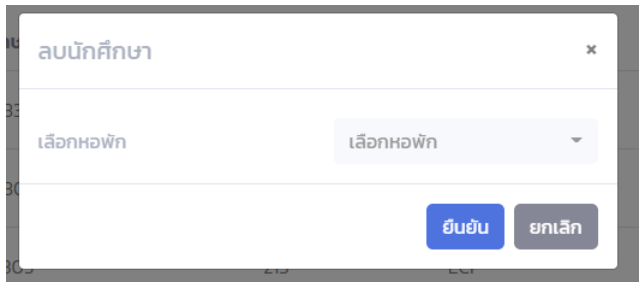 ลบนักศึกษา
×
เลือกหอพัก
เลือกหอพัก
ยืนยัน
ยกเลิก